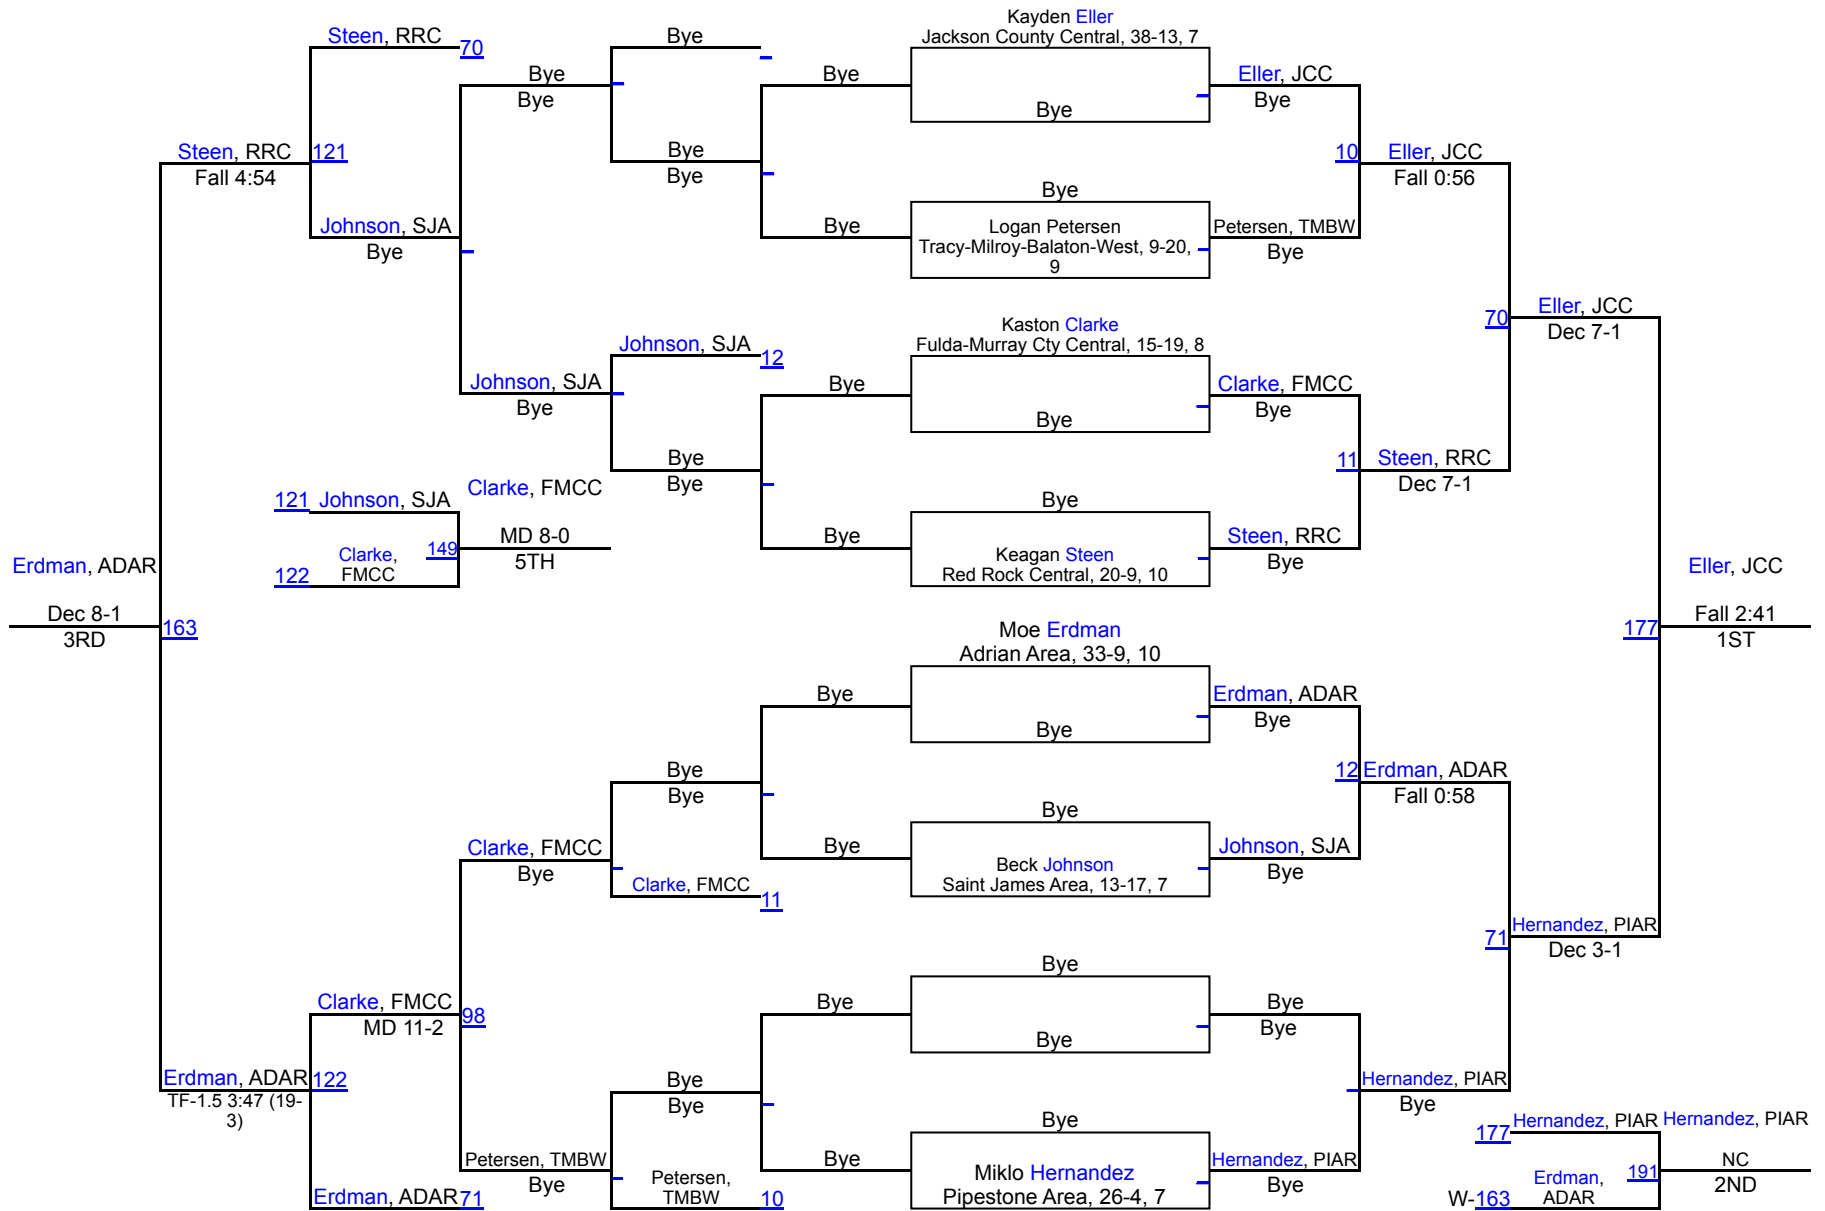 Kayden Eller
Jackson County Central, 38-13, 7
Steen, RRC
70
Bye
Bye
Eller, JCC
Bye
Bye
Bye
Bye
Bye
Steen, RRC
121
Fall 4:54
Bye
Bye
10
Eller, JCC
Fall 0:56
Bye
Johnson, SJA
Bye
Bye
Logan Petersen
Tracy-Milroy-Balaton-West, 9-20,
9
Petersen, TMBW
Bye
Eller, JCC
70
Dec 7-1
Kaston Clarke
Fulda-Murray Cty Central, 15-19, 8
Johnson, SJA
12
Johnson, SJA
Bye
Bye
Clarke, FMCC
Bye
Bye
Bye
Bye
11
Steen, RRC
Dec 7-1
Clarke, FMCC
121
Johnson, SJA
Bye
MD 8-0
5TH
149
Clarke,
FMCC
122
Bye
Keagan Steen
Red Rock Central, 20-9, 10
Steen, RRC
Bye
Erdman, ADAR
Dec 8-1
3RD
163
Eller, JCC
Fall 2:41
1ST
177
Moe Erdman
Adrian Area, 33-9, 10
Bye
Bye
Erdman, ADAR
Bye
Bye
Bye
12
Erdman, ADAR
Fall 0:58
Bye
Clarke, FMCC
Bye
Bye
Beck Johnson
Saint James Area, 13-17, 7
Johnson, SJA
Bye
Clarke, FMCC
11
71
Hernandez, PIAR
Dec 3-1
Bye
Clarke, FMCC
MD 11-2
98
Bye
Bye
Bye
Bye
Erdman, ADAR
122
TF-1.5 3:47 (19-
3)
Bye
Bye
Hernandez, PIAR
Bye
Bye
Petersen, TMBW
Bye
Petersen,
TMBW
10
Bye
Miklo Hernandez
Pipestone Area, 26-4, 7
Hernandez, PIAR
Bye
Erdman, ADAR
71
Hernandez, PIAR
Hernandez, PIAR
177
NC
2ND
191
Erdman,
ADAR
W-163